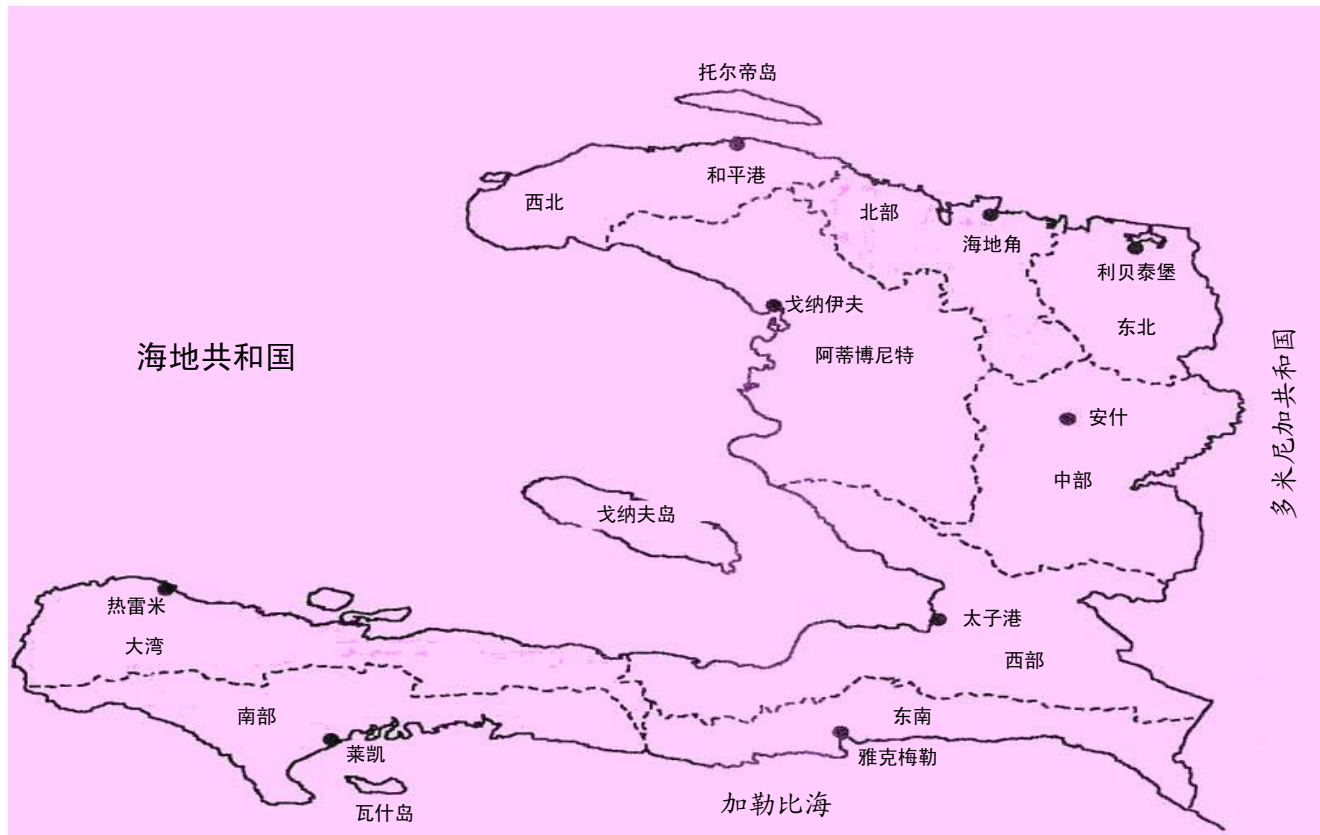 托尔帝岛
和平港
西北
北部
海地角
利贝泰堡
戈纳伊夫
东北
海地共和国
阿蒂博尼特
多米尼加共和国
安什
中部
戈纳夫岛
热雷米
太子港
大湾
西部
南部
东南
莱凯
雅克梅勒
瓦什岛
加勒比海